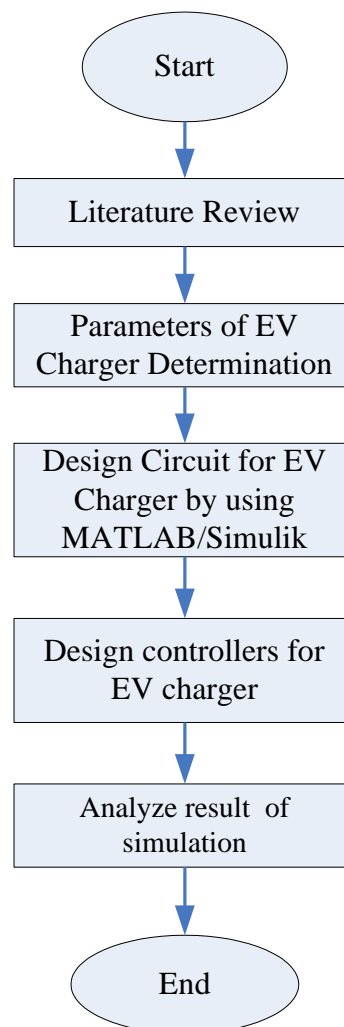 Start
Literature Review
Parameters of EV
Charger Determination
Design Circuit for EV
Charger by using
MATLAB/Simulik
Design controllers for
EV charger
Analyze result of
simulation
End